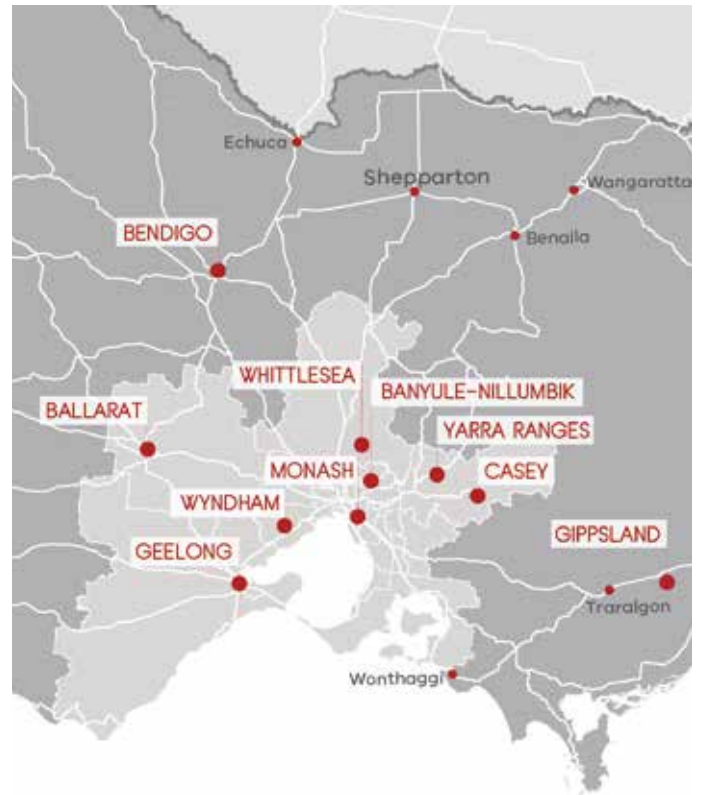 Echuca
Shepparton
Wangaratta
BENDIGO
Benalla
WHITTLESEA
BANYULE-NILLUMBIK
BALLARAT
YARRA RANGES
MONASH
CASEY
WYNDHAM
GIPPSLAND
GEELONG
Traralgon
Wonthaggi